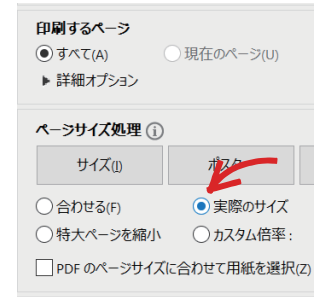 印刷するページ
すべて(A) 現在のページ(U)
詳細オプション
ページサイズ処理
サイズ(I) ポスター
合わせる(F) 実際のサイズ
特大ページを縮小 カスタム倍率:
PDF のページサイズに合わせて用紙を選択(Z)